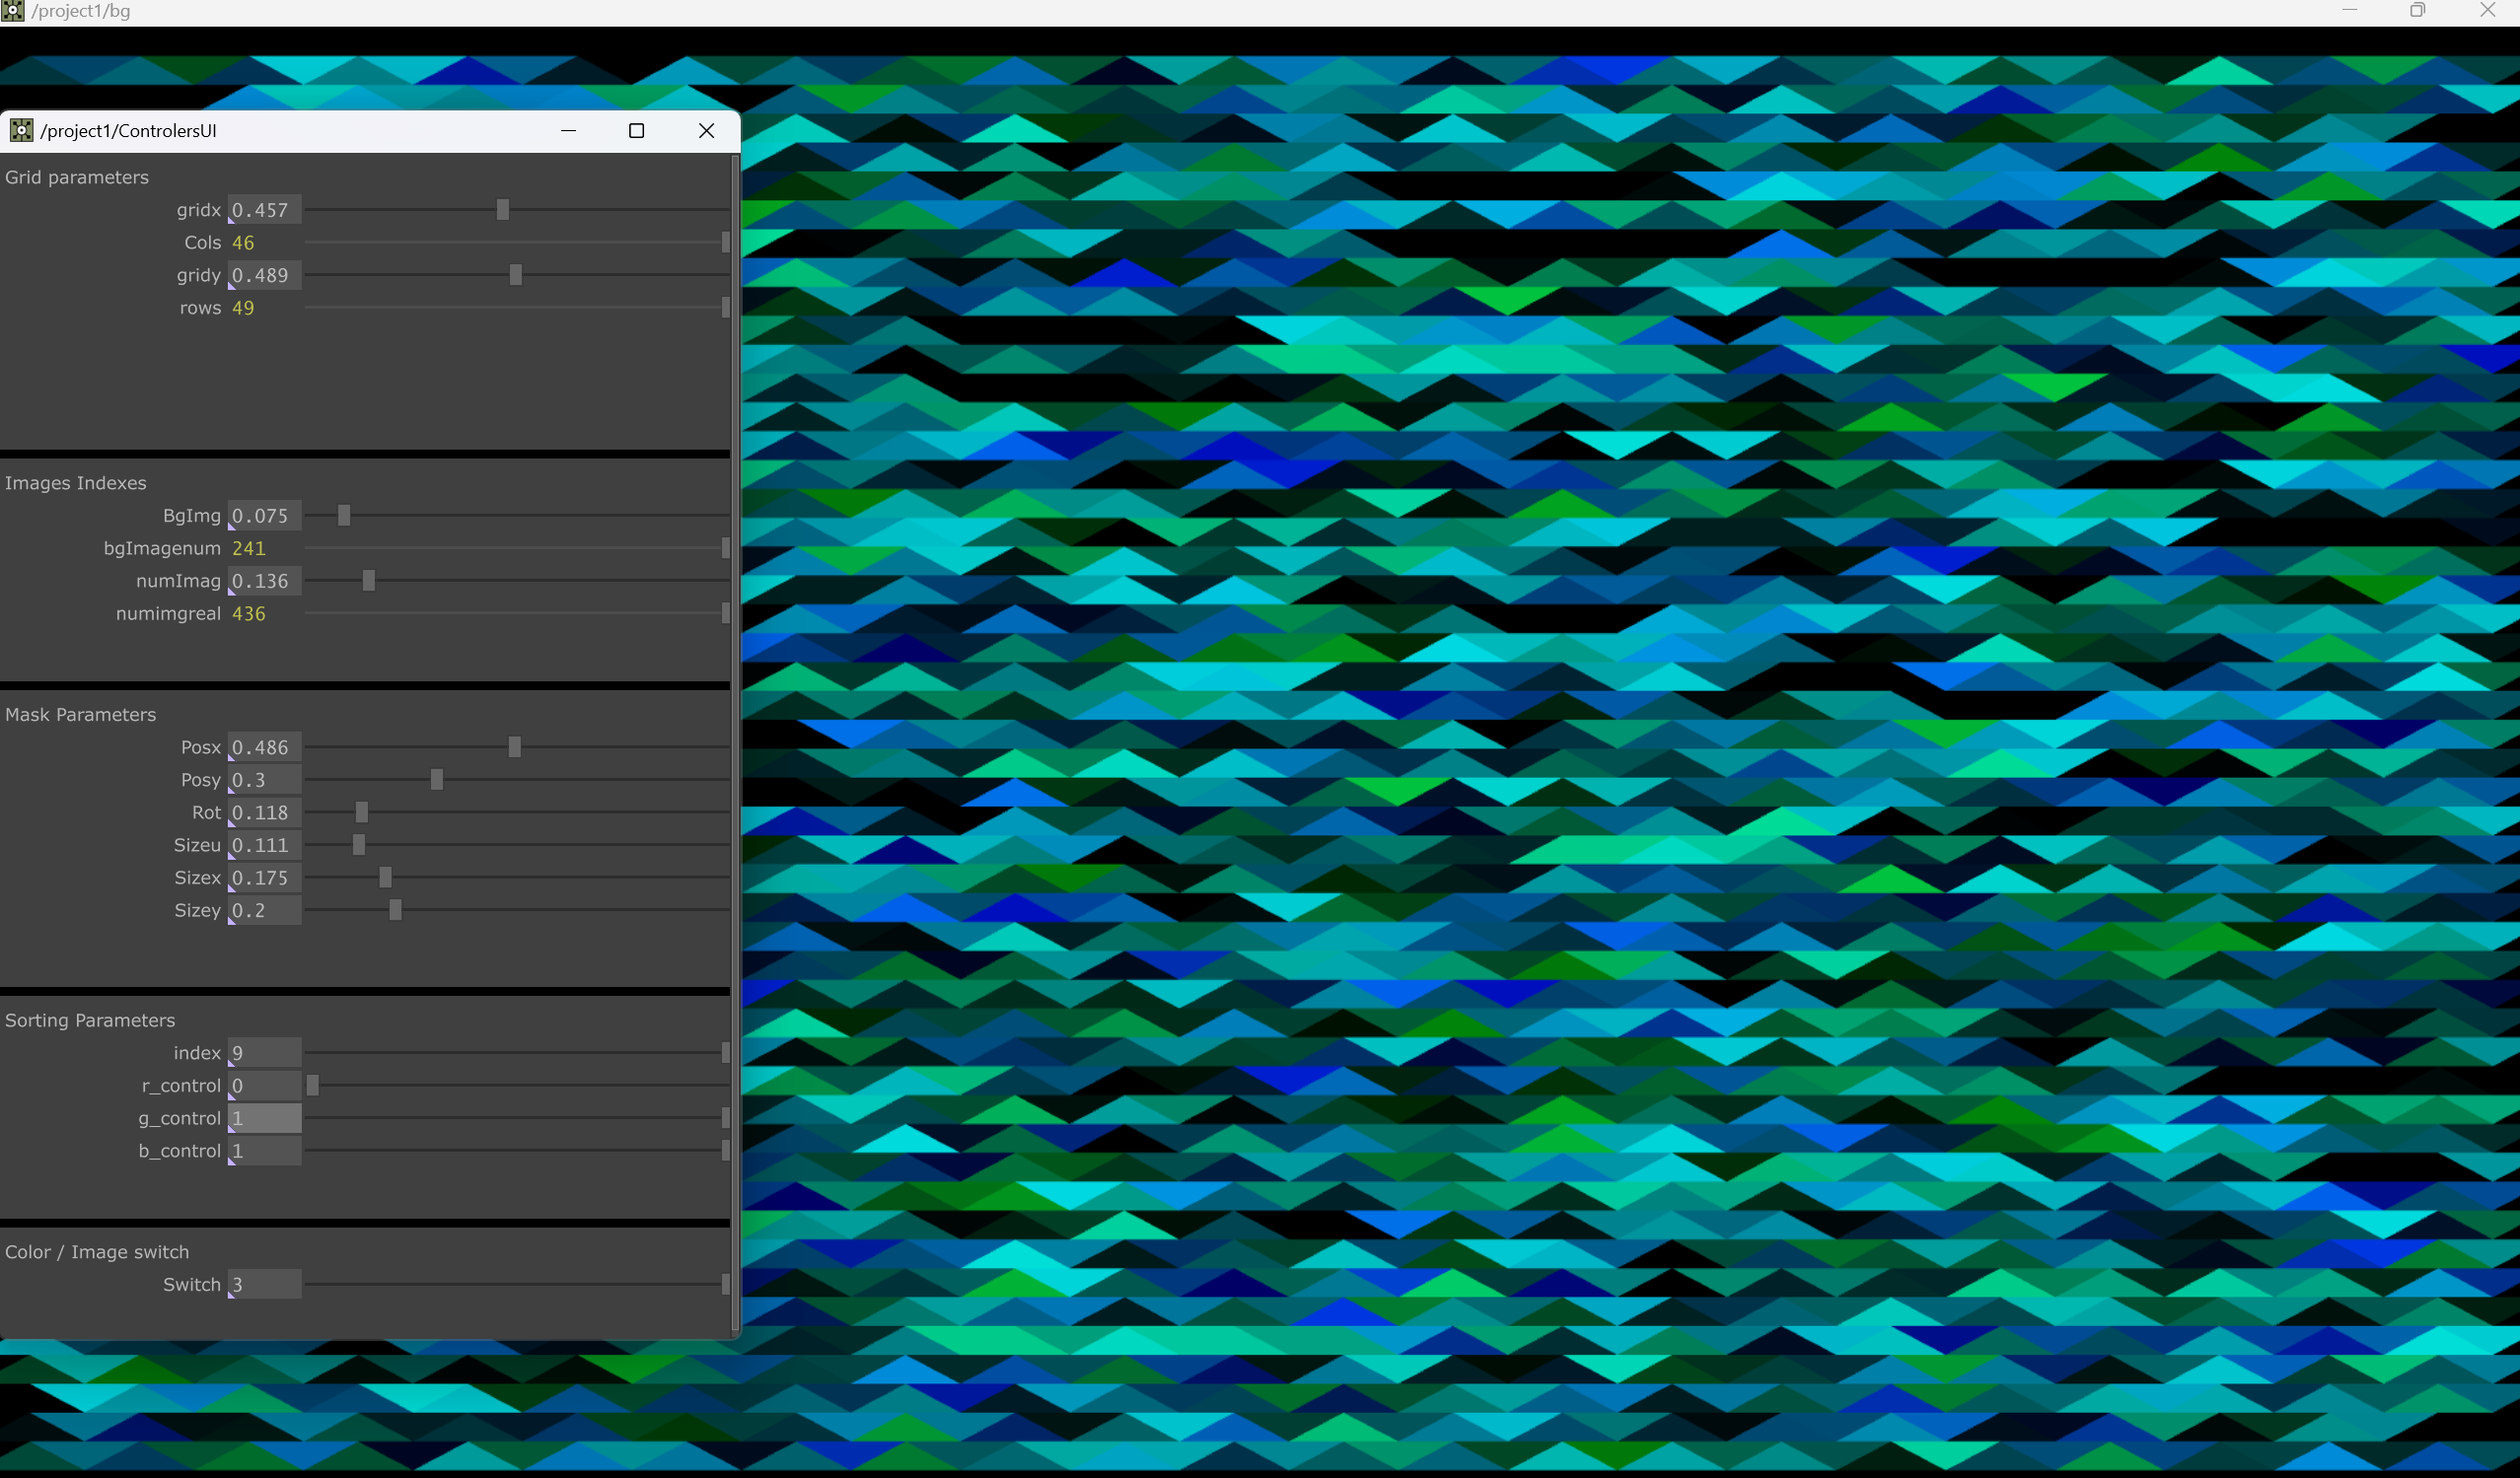 /project1/bg
/project1/ControlersUI
Grid parameters
gridx 0.457
Cols 46
gridy 0.489
rows 49
Images Indexes
BgImg 0.075
bgImagenum 241
numImag 0.136
numimgreal 436
Mask Parameters
Posx 0.486
Posy 0.3
Rot 0.118
Sizeu 0.111
Sizex 0.175
Sizey 0.2
Sorting Parameters
index 9
r_control 0
g_control 1
b_control 1
Color / Image switch
Switch 3